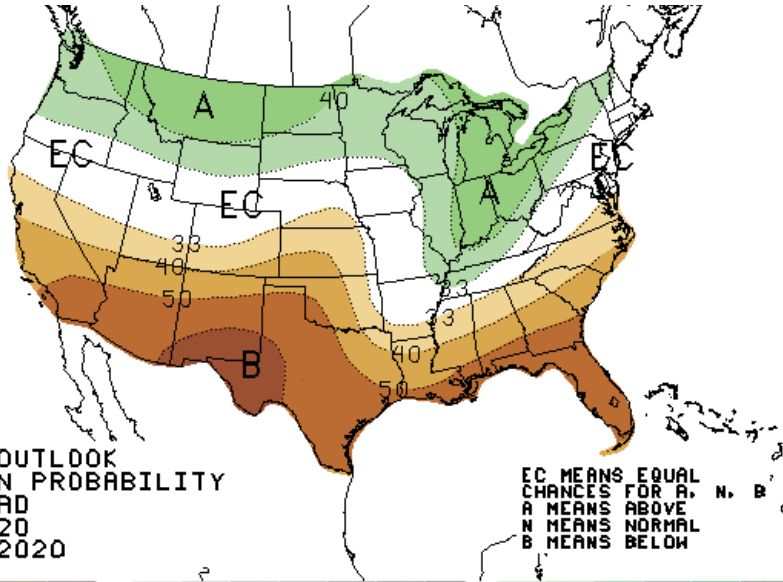 A
40
EC
EC
A
EC
33
40
50
33
33
40
B
50
OUTLOOK
N PROBABILITY
AD
20
2020
EC MEANS EQUAL
CHANCES FOR A, N, B
A MEANS ABOVE
N MEANS NORMAL
B MEANS BELOW